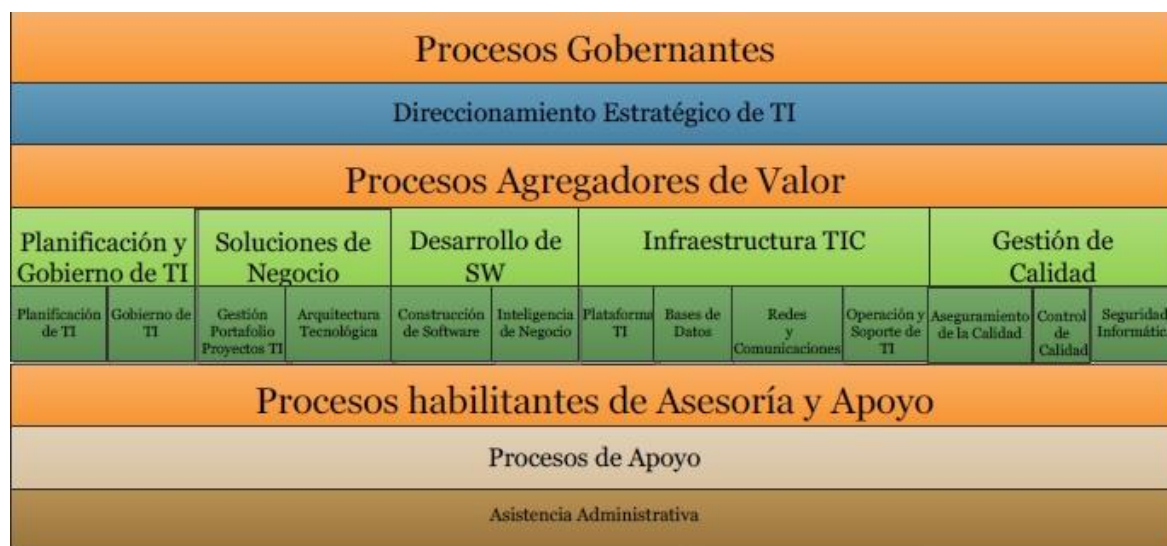 Procesos Gobernantes
Direccionamiento Estratégico de TI
Procesos Agregadores de Valor
Planificación y
Gobierno de TI
Soluciones de
Negocio
Desarrollo de
SW
Infraestructura TIC
Gestión de
Calidad
Planificación
de TI
Gobierno de
TI
Gestión
Portafolio
Proyectos TI
Arquitectura
Tecnológica
Construcción
de Software
Inteligencia
de Negocio
Plataforma
TI
Bases de
Datos
Redes
y
Comunicaciones
Operación y
Soporte de
TI
Aseguramiento
de la Calidad
Control
de
Calidad
Seguridad
Informátic
Procesos habilitantes de Asesoría y Apoyo
Procesos de Apoyo
Asistencia Administrativa